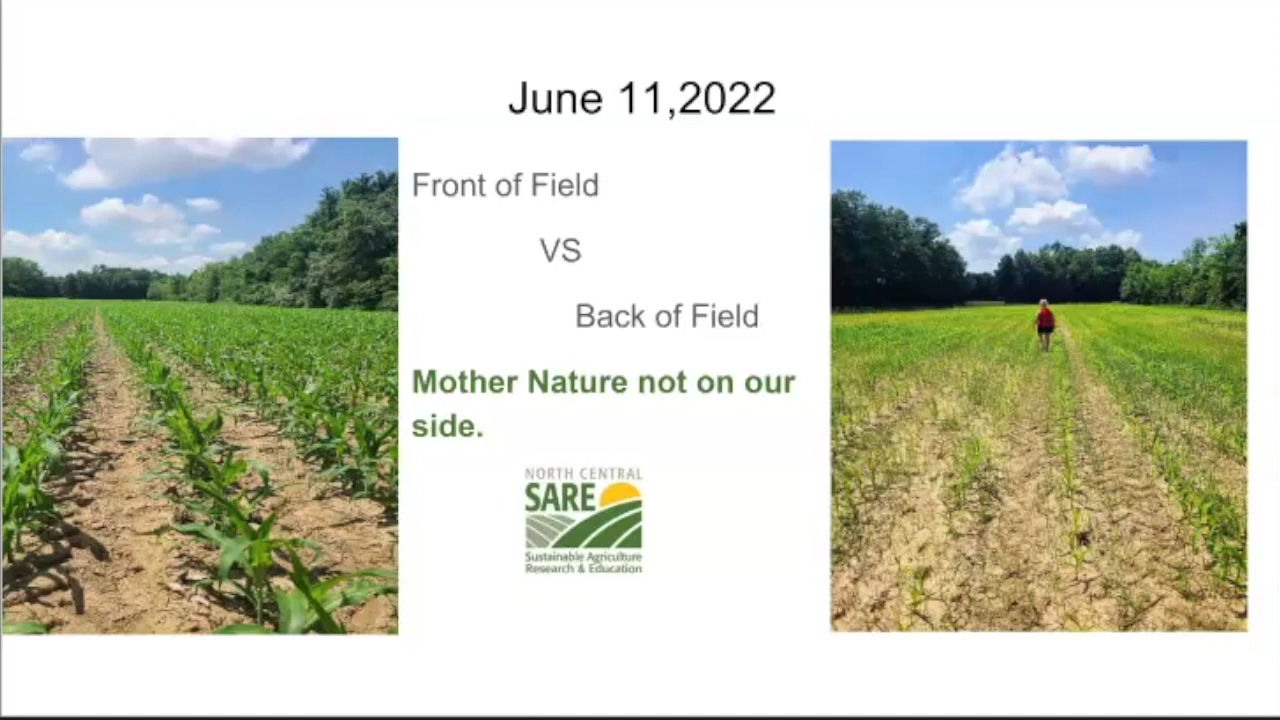 June 11,2022
Front of Field
VS
Back of Field
Mother Nature not on our
side.
NORTH CENTRAL
SARE
Sustainable Agriculture
Research & Education